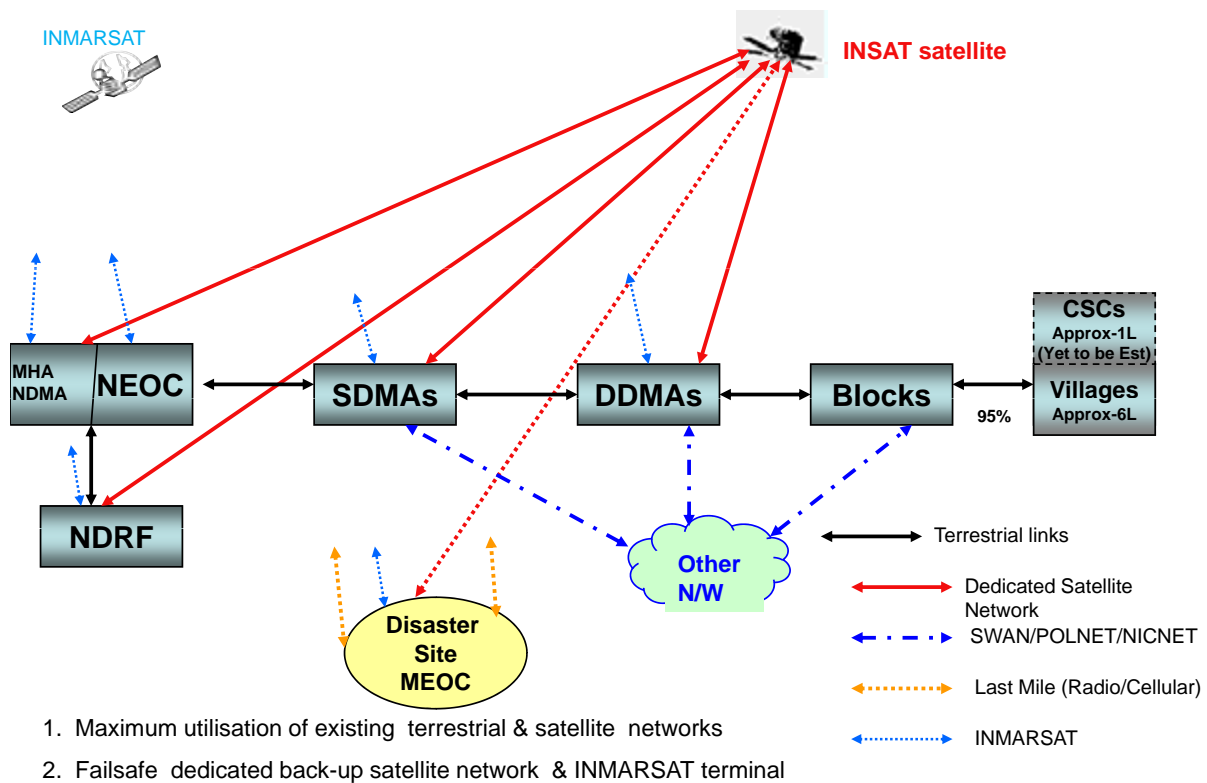 INMARSAT
INSAT satellite
MHA
NDMA
NEOC
SDMAs
DDMAs
Blocks
95%
CSCs
Approx-1L
(Yet to be Est)
Villages
Approx-6L
NDRF
Disaster
Site
MEOC
Other
N/W
Terrestrial links
Dedicated Satellite
Network
SWAN/POLNET/NICNET
Last Mile (Radio/Cellular)
INMARSAT
1. Maximum utilisation of existing terrestrial & satellite networks
2. Failsafe dedicated back-up satellite network & INMARSAT terminal